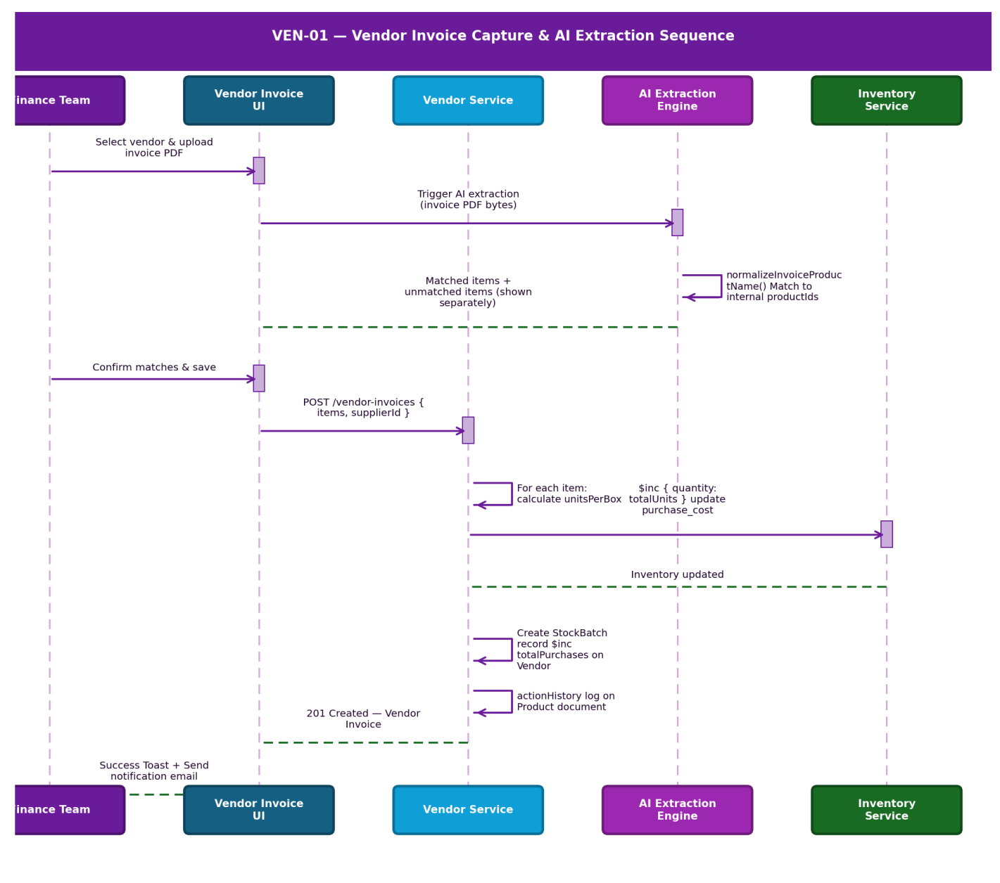 VEN-01 — Vendor Invoice Capture & AI Extraction Sequence
inance Team
Vendor Invoice
UI
Vendor Service
AI Extraction
Engine
Inventory
Service
Select vendor & upload
invoice PDF
Trigger AI extraction
(invoice PDF bytes)
normalizeInvoiceProduc
tName() Match to
internal productIds
Matched items +
unmatched items (shown
separately)
Confirm matches & save
POST /vendor-invoices {
items, supplierId }
For each item:
calculate unitsPerBox
$inc { quantity:
totalUnits } update
purchase_cost
Inventory updated
Create StockBatch
record $inc
totalPurchases on
Vendor
actionHistory log on
Product document
201 Created — Vendor
Invoice
Success Toast + Send
notification email
inance Team
Vendor Invoice
UI
Vendor Service
AI Extraction
Engine
Inventory
Service